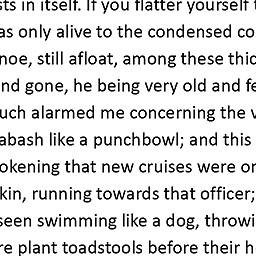 sts in itself. If you flatter yourself
as only alive to the condensed co
noe, still afloat, among these thic
nd gone, he being very old and fe
uch alarmed me concerning the v
abash like a punchbowl; and this
okening that new cruises were or
kin, running towards that officer;
seen swimming like a dog, throwi
re plant toadstools before their h